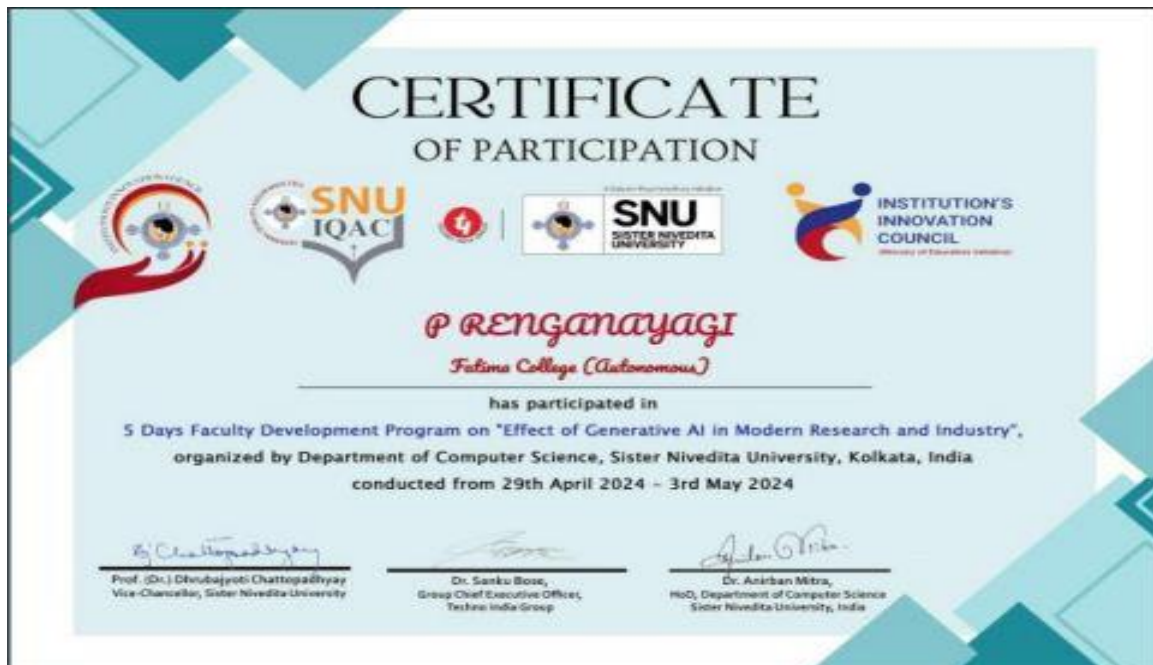 CERTIFICATE
OF PARTICIPATION
SNU
IQAC
SNU
SISTER NIVEDITA
UNIVERSITY
INSTITUTION'S
INNOVATION
COUNCIL
(Ministry of Education Initiative)
P RENGANAYAGI
Fatima College (Autonomous)
has participated in
5 Days Faculty Development Program on "Effect of Generative AI in Modern Research and Industry",
organized by Department of Computer Science, Sister Nivedita University, Kolkata, India
conducted from 29th April 2024 - 3rd May 2024
Prof. (Dr.) Dhrubajyoti Chattopadhyay
Vice-Chancellor, Sister Nivedita University
Dr. Sanku Bose,
Group Chief Executive Officer,
Techno India Group
Dr. Anirban Mitra,
HoD, Department of Computer Science
Sister Nivedita University, India